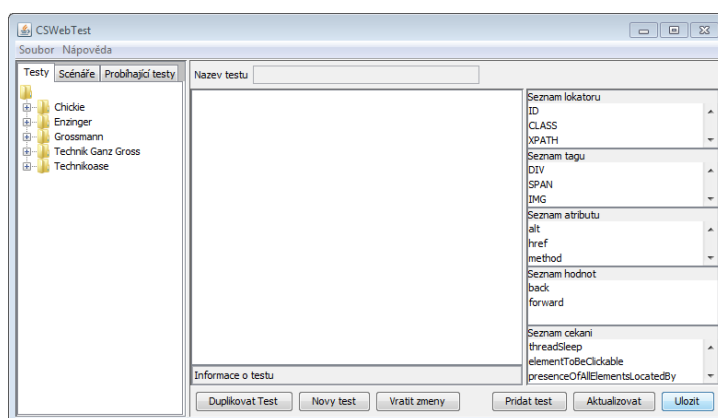 CSWebTest
Soubor Nápověda
Testy Scénáře Probíhající testy
Nazev testu
Chickie
Enzinger
Grossmann
Technik Ganz Gross
Technikoase
Seznam lokatoru
ID
CLASS
XPATH
Seznam tagu
DIV
SPAN
IMG
Seznam atributu
alt
href
method
Seznam hodnot
back
forward
Seznam cekani
threadSleep
elementToBeClickable
presenceOfAllElementsLocatedBy
Informace o testu
Duplikovat Test Novy test Vratit zmeny Pridat test Aktualizovat Ulozit